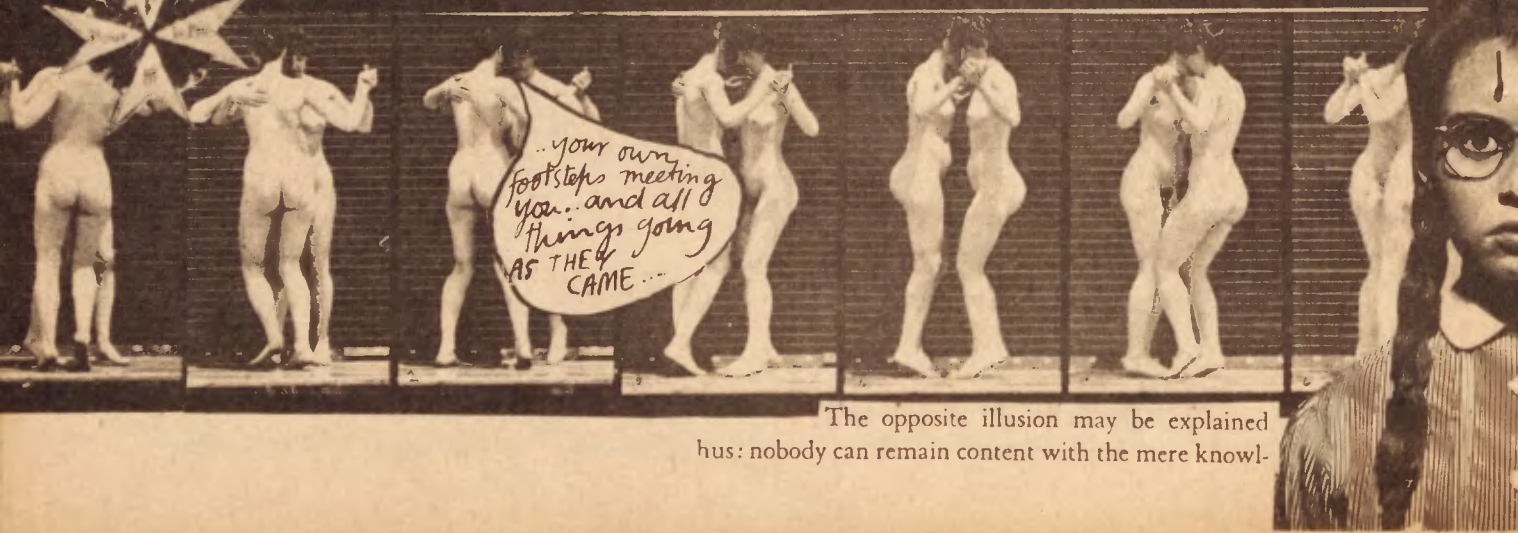 ..your own
footsteps meeting
you..and all
things going
AS THEY
CAME...
The opposite illusion may be explained
hus: nobody can remain content with the mere knowl-